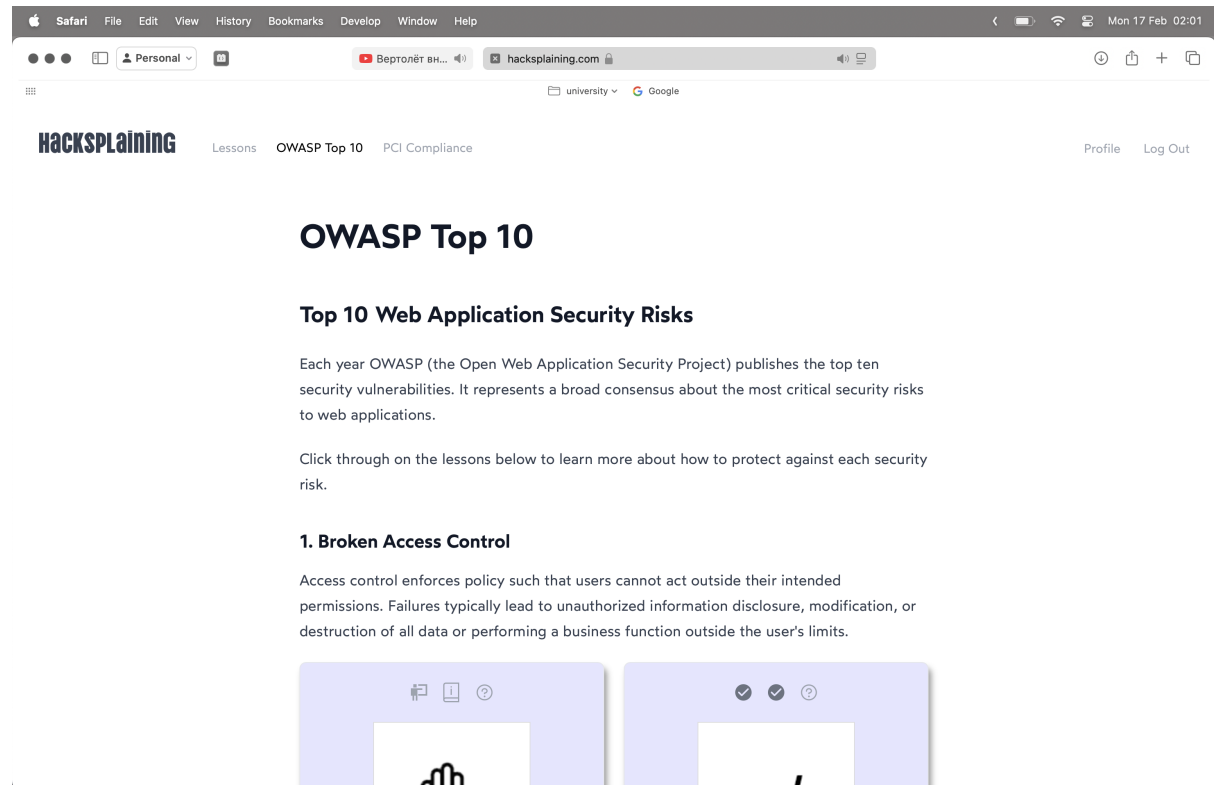 Safari File Edit View History Bookmarks Develop Window Help Mon 17 Feb 02:01
Personal Вертолёт вн... hacksplaining.com
university Google
HACKSPLAINING Lessons OWASP Top 10 PCI Compliance Profile Log Out
OWASP Top 10
Top 10 Web Application Security Risks
Each year OWASP (the Open Web Application Security Project) publishes the top ten
security vulnerabilities. It represents a broad consensus about the most critical security risks
to web applications.
Click through on the lessons below to learn more about how to protect against each security
risk.
1. Broken Access Control
Access control enforces policy such that users cannot act outside their intended
permissions. Failures typically lead to unauthorized information disclosure, modification, or
destruction of all data or performing a business function outside the user's limits.